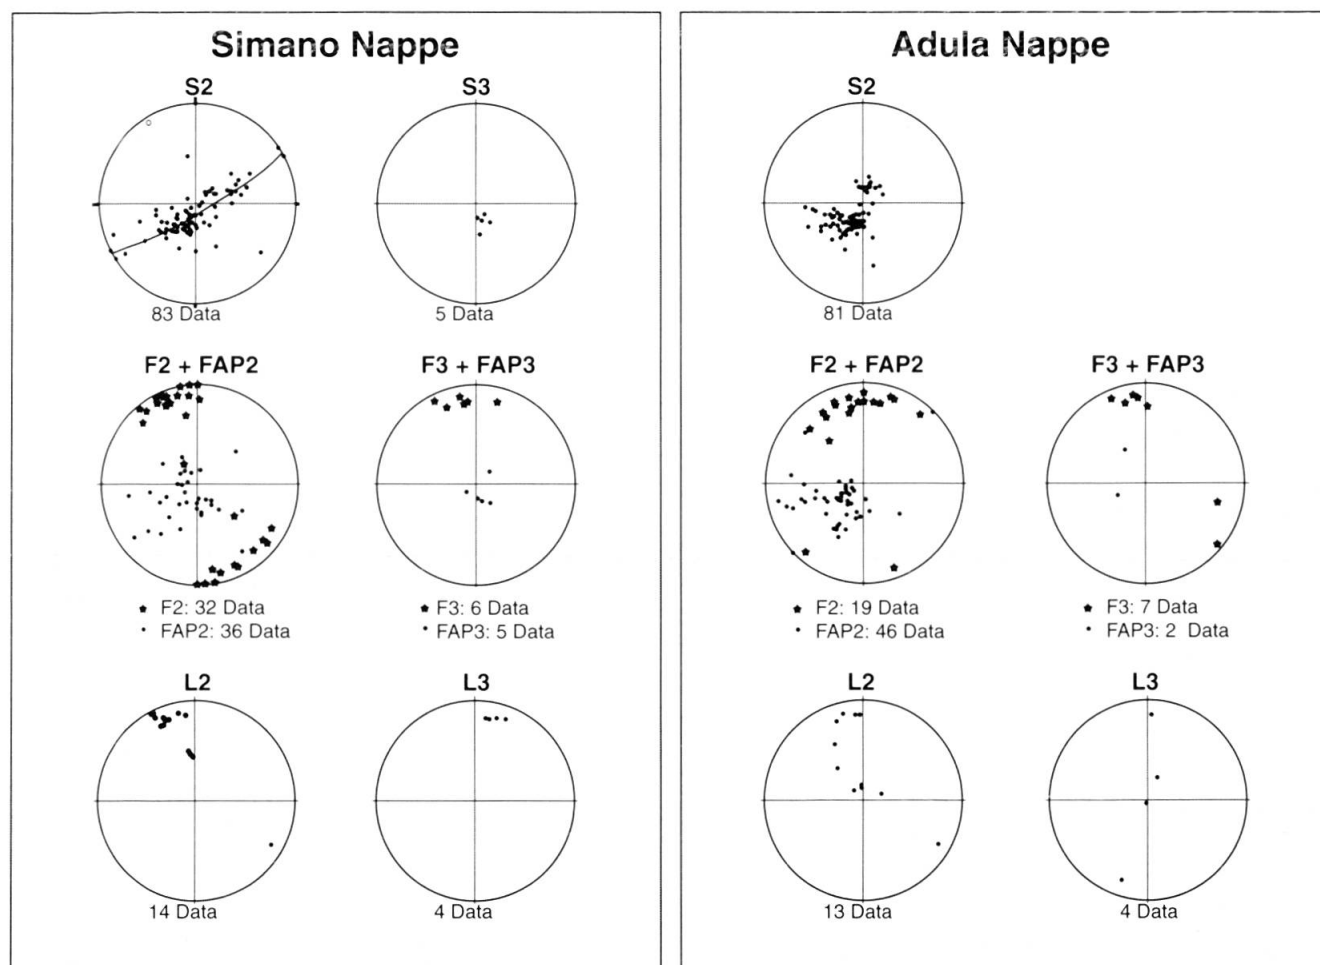 Simano Nappe
S2
S3
83 Data
5 Data
F2 + FAP2
F3 + FAP3
F2: 32 Data
FAP2: 36 Data
F3: 6 Data
FAP3: 5 Data
L2
L3
14 Data
4 Data
Adula Nappe
S2
81 Data
F2 + FAP2
F3 + FAP3
F2: 19 Data
FAP2: 46 Data
F3: 7 Data
FAP3: 2 Data
L2
L3
13 Data
4 Data